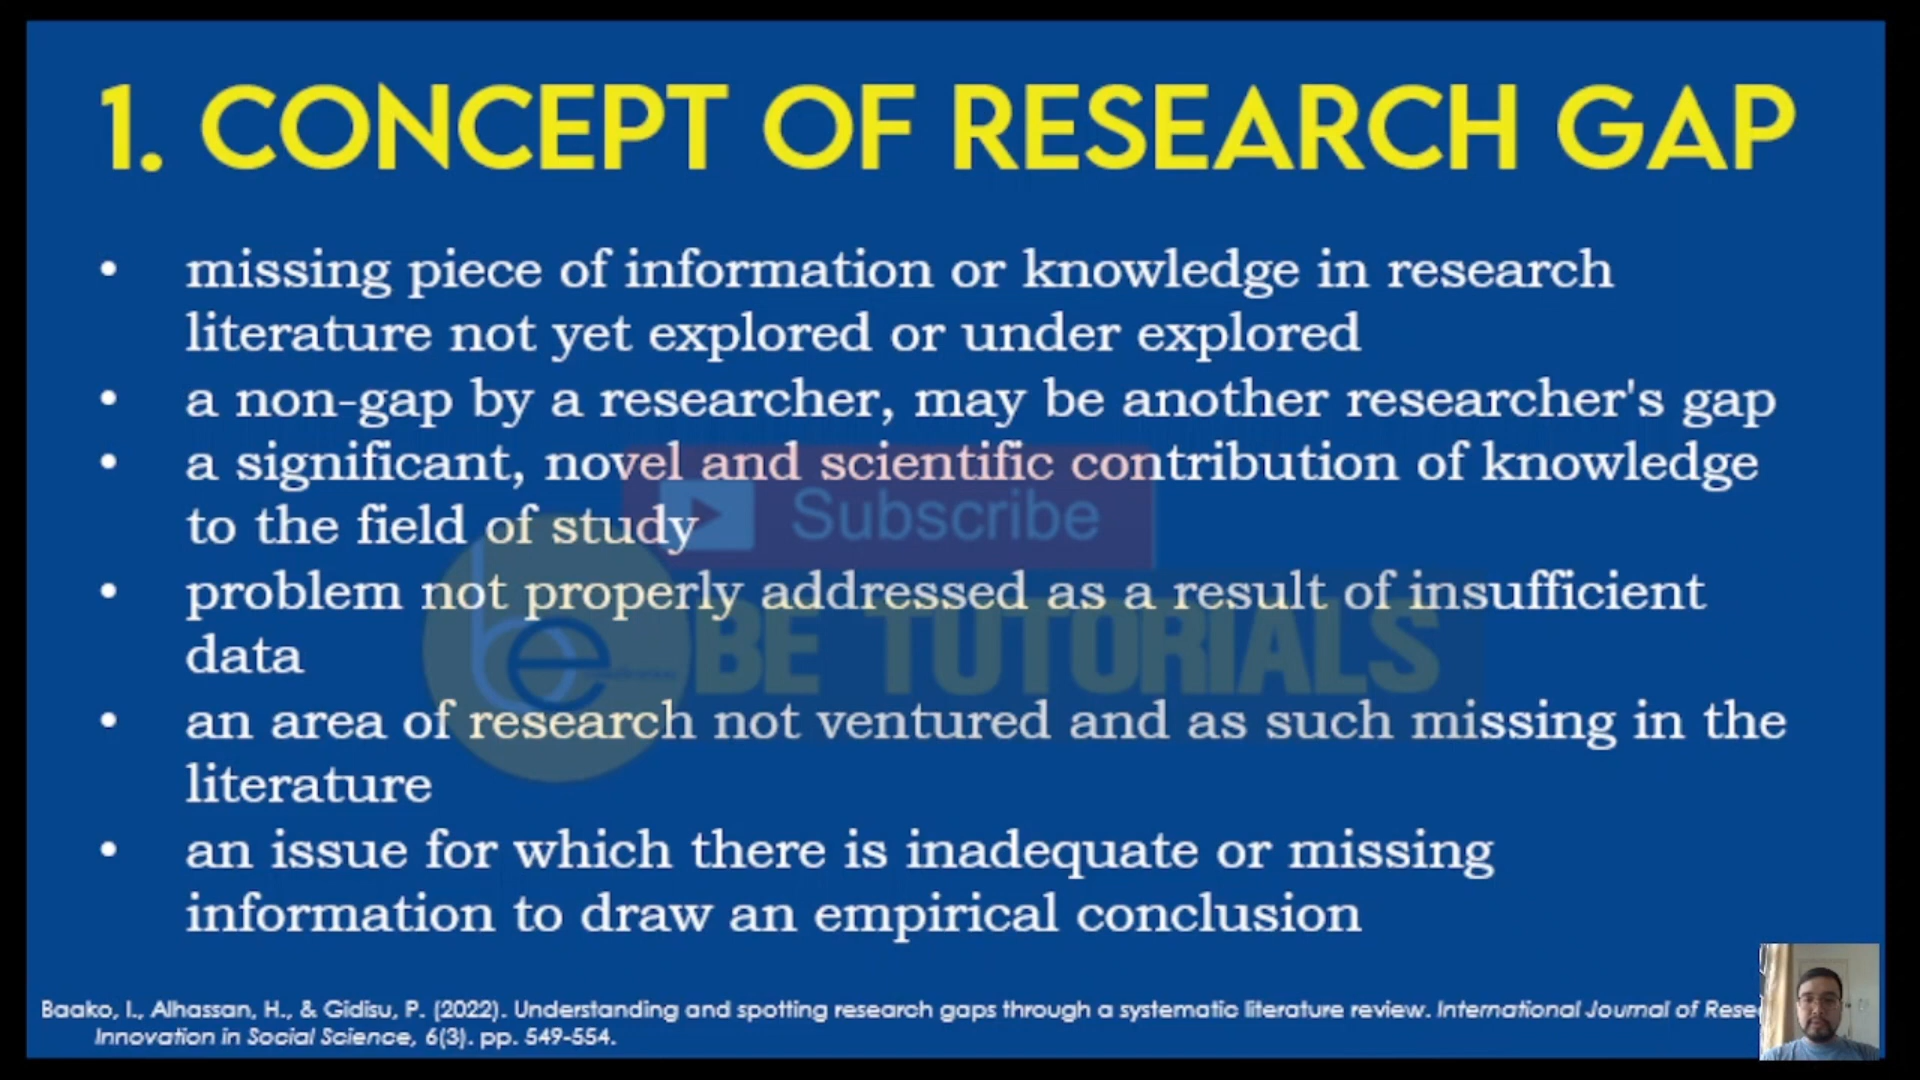 1. CONCEPT OF RESEARCH GAP
• missing piece of information or knowledge in research
literature not yet explored or under explored
• a non-gap by a researcher, may be another researcher's gap
• a significant, novel and scientific contribution of knowledge
to the field of study
Subscribe
• problem not properly addressed as a result of insufficient
data
be
BE TUTORIALS
• an area of research not ventured and as such missing in the
literature
• an issue for which there is inadequate or missing
information to draw an empirical conclusion
Baako, I., Alhassan, H., & Gidisu, P. (2022). Understanding and spotting research gaps through a systematic literature review. International Journal of Rese
Innovation in Social Science, 6(3). pp. 549-554.